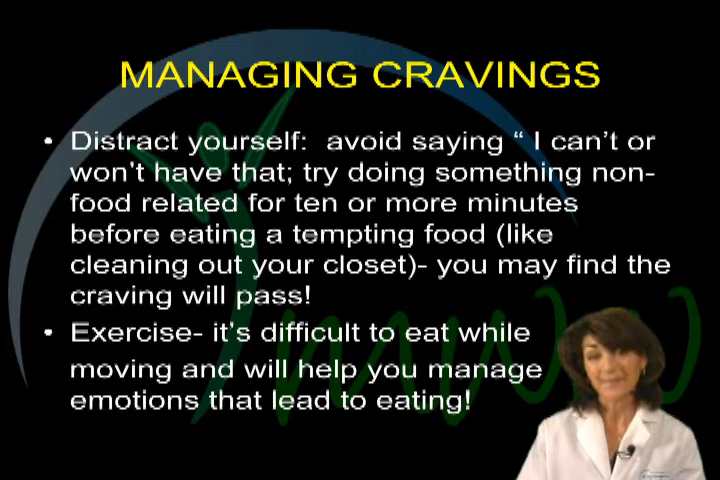 MANAGING CRAVINGS
• Distract yourself:  avoid saying “ I can’t or
won’t have that; try doing something non-
food related for ten or more minutes
before eating a tempting food (like
cleaning out your closet)- you may find the
craving will pass!
• Exercise- it’s difficult to eat while
moving and will help you manage
emotions that lead to eating!